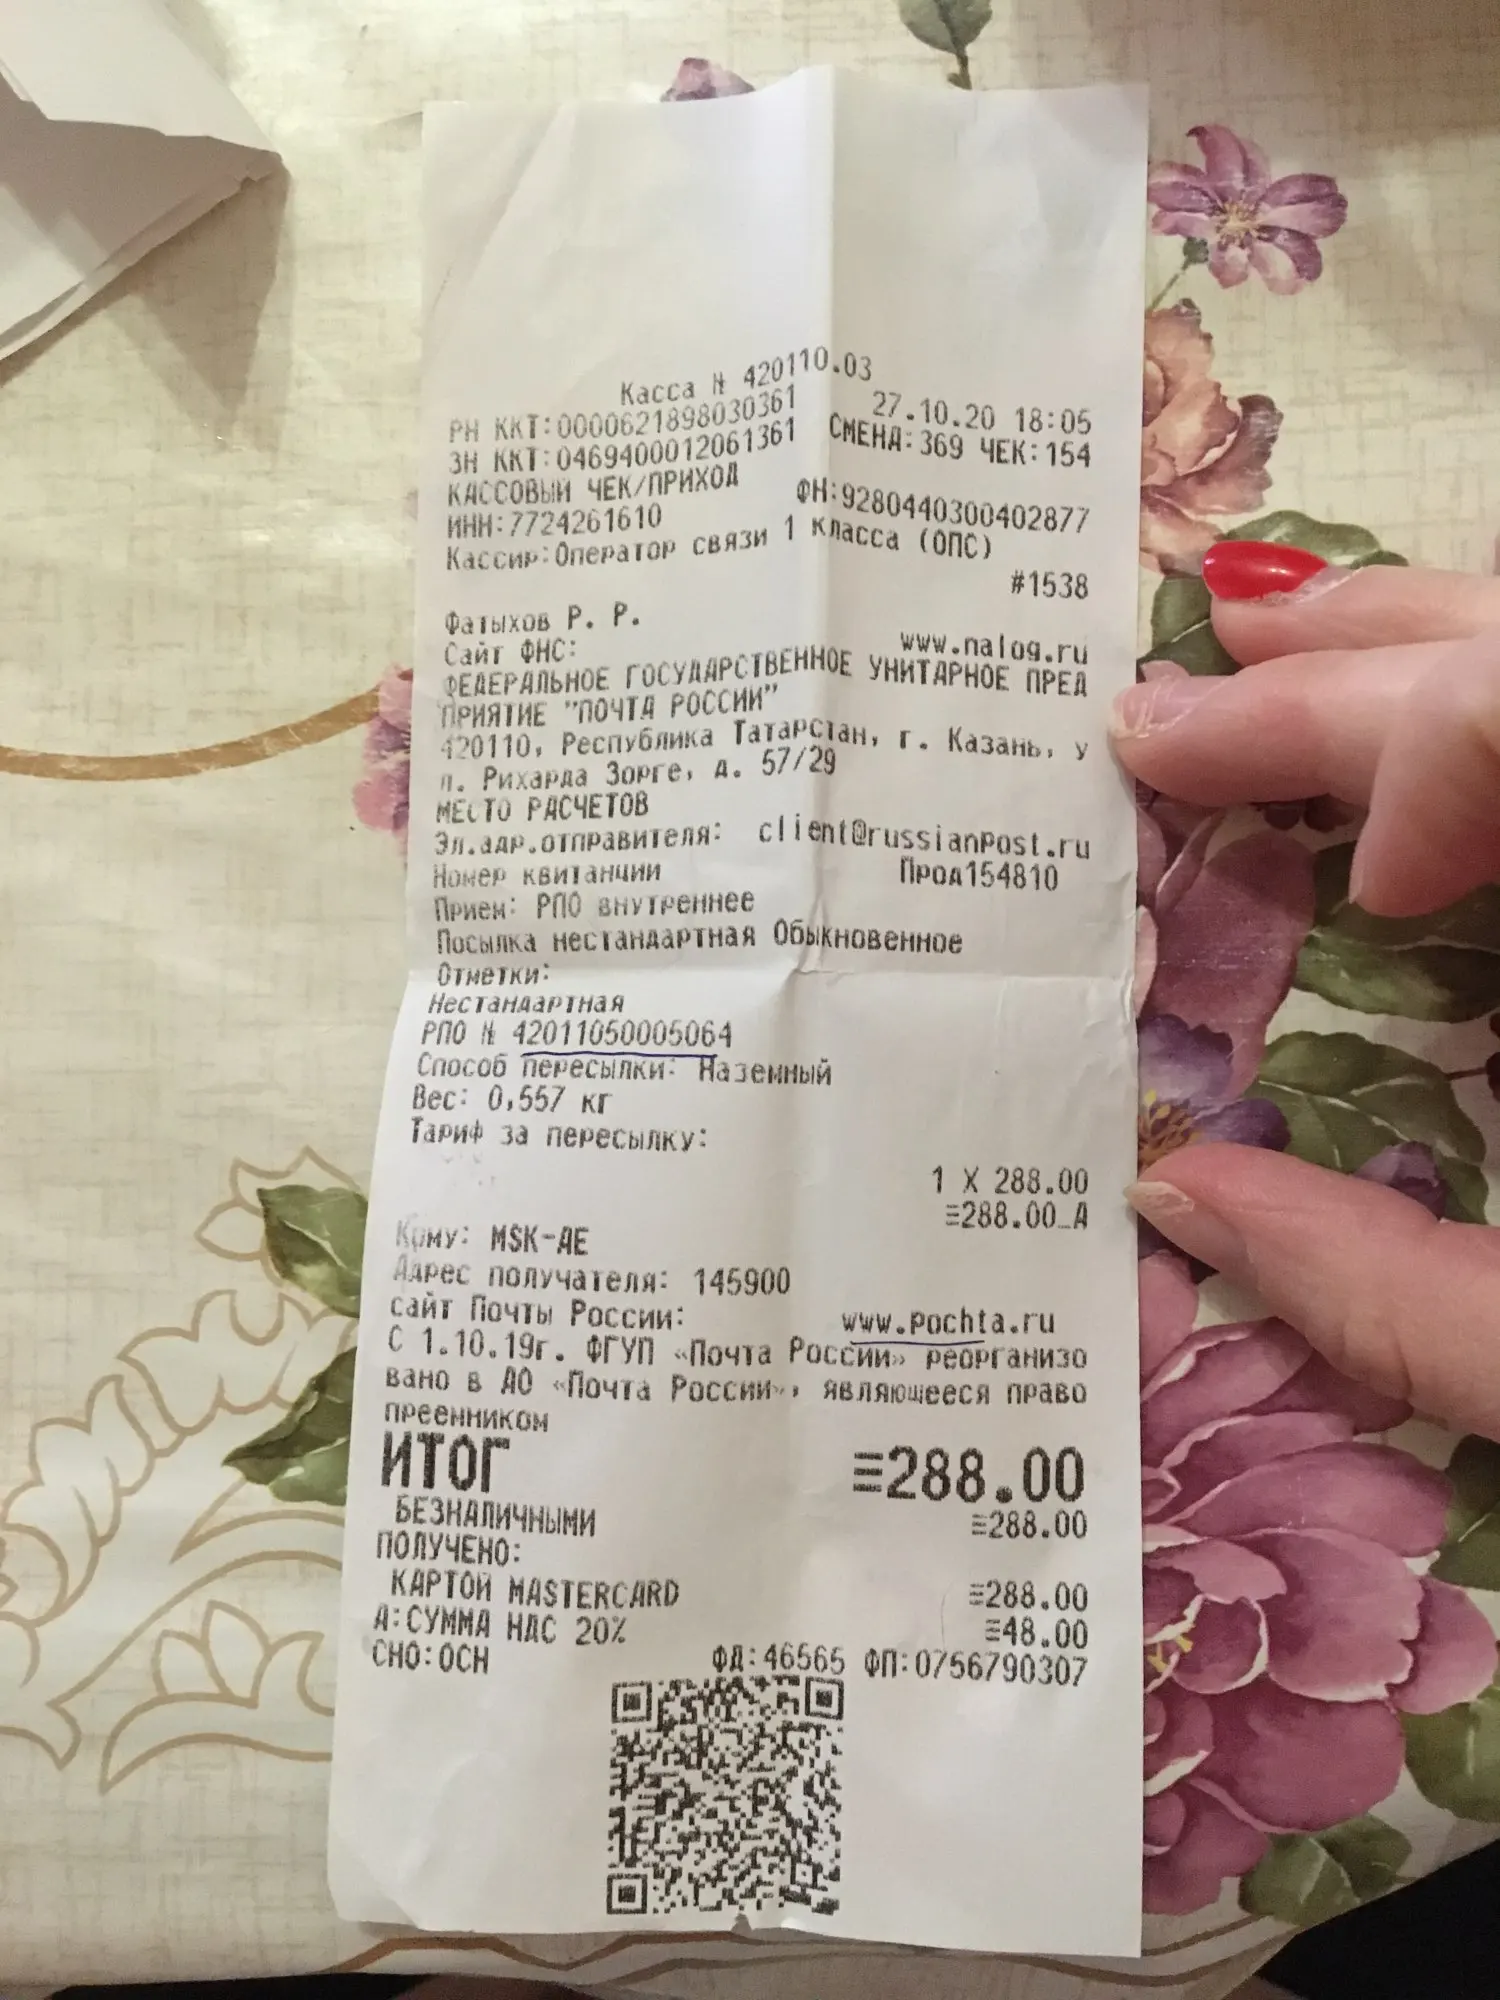 Касса № 420110.03
РН ККТ:0000621898030361 27.10.20 18:05
ЗН ККТ:0469400012061361 СМЕНА:369 ЧЕК:154
КАССОВЫЙ ЧЕК/ПРИХОД
ИНН:7724261610 ФН:9280440300402877
Кассир:Оператор связи 1 класса (ОПС)
#1538
Фатыхов Р. Р.
Сайт ФНС: www.nalog.ru
ФЕДЕРАЛЬНОЕ ГОСУДАРСТВЕННОЕ УНИТАРНОЕ ПРЕД
ПРИЯТИЕ "ПОЧТА РОССИИ"
420110, Республика Татарстан, г. Казань, у
л. Рихарда Зорге, д. 57/29
МЕСТО РАСЧЕТОВ
Эл.адр.отправителя: client@russianpost.ru
Номер квитанции Прод154810
Прием: РПО внутреннее
Посылка нестандартная Обыкновенное
Отметки:
Нестандартная
РПО № 42011050005064
Способ пересылки: Наземный
Вес: 0,557 кг
Тариф за пересылку:
1 X 288.00
≡288.00_А
Кому: MSK-AE
Адрес получателя: 145900
сайт Почты России: www.pochta.ru
С 1.10.19г. ФГУП «Почта России» реорганизо
вано в АО «Почта России», являющееся право
преемником
ИТОГ ≡288.00
БЕЗНАЛИЧНЫМИ ≡288.00
ПОЛУЧЕНО:
КАРТОЙ MASTERCARD ≡288.00
А:СУММА НДС 20% ≡48.00
СНО:ОСН ФД:46565 ФП:0756790307